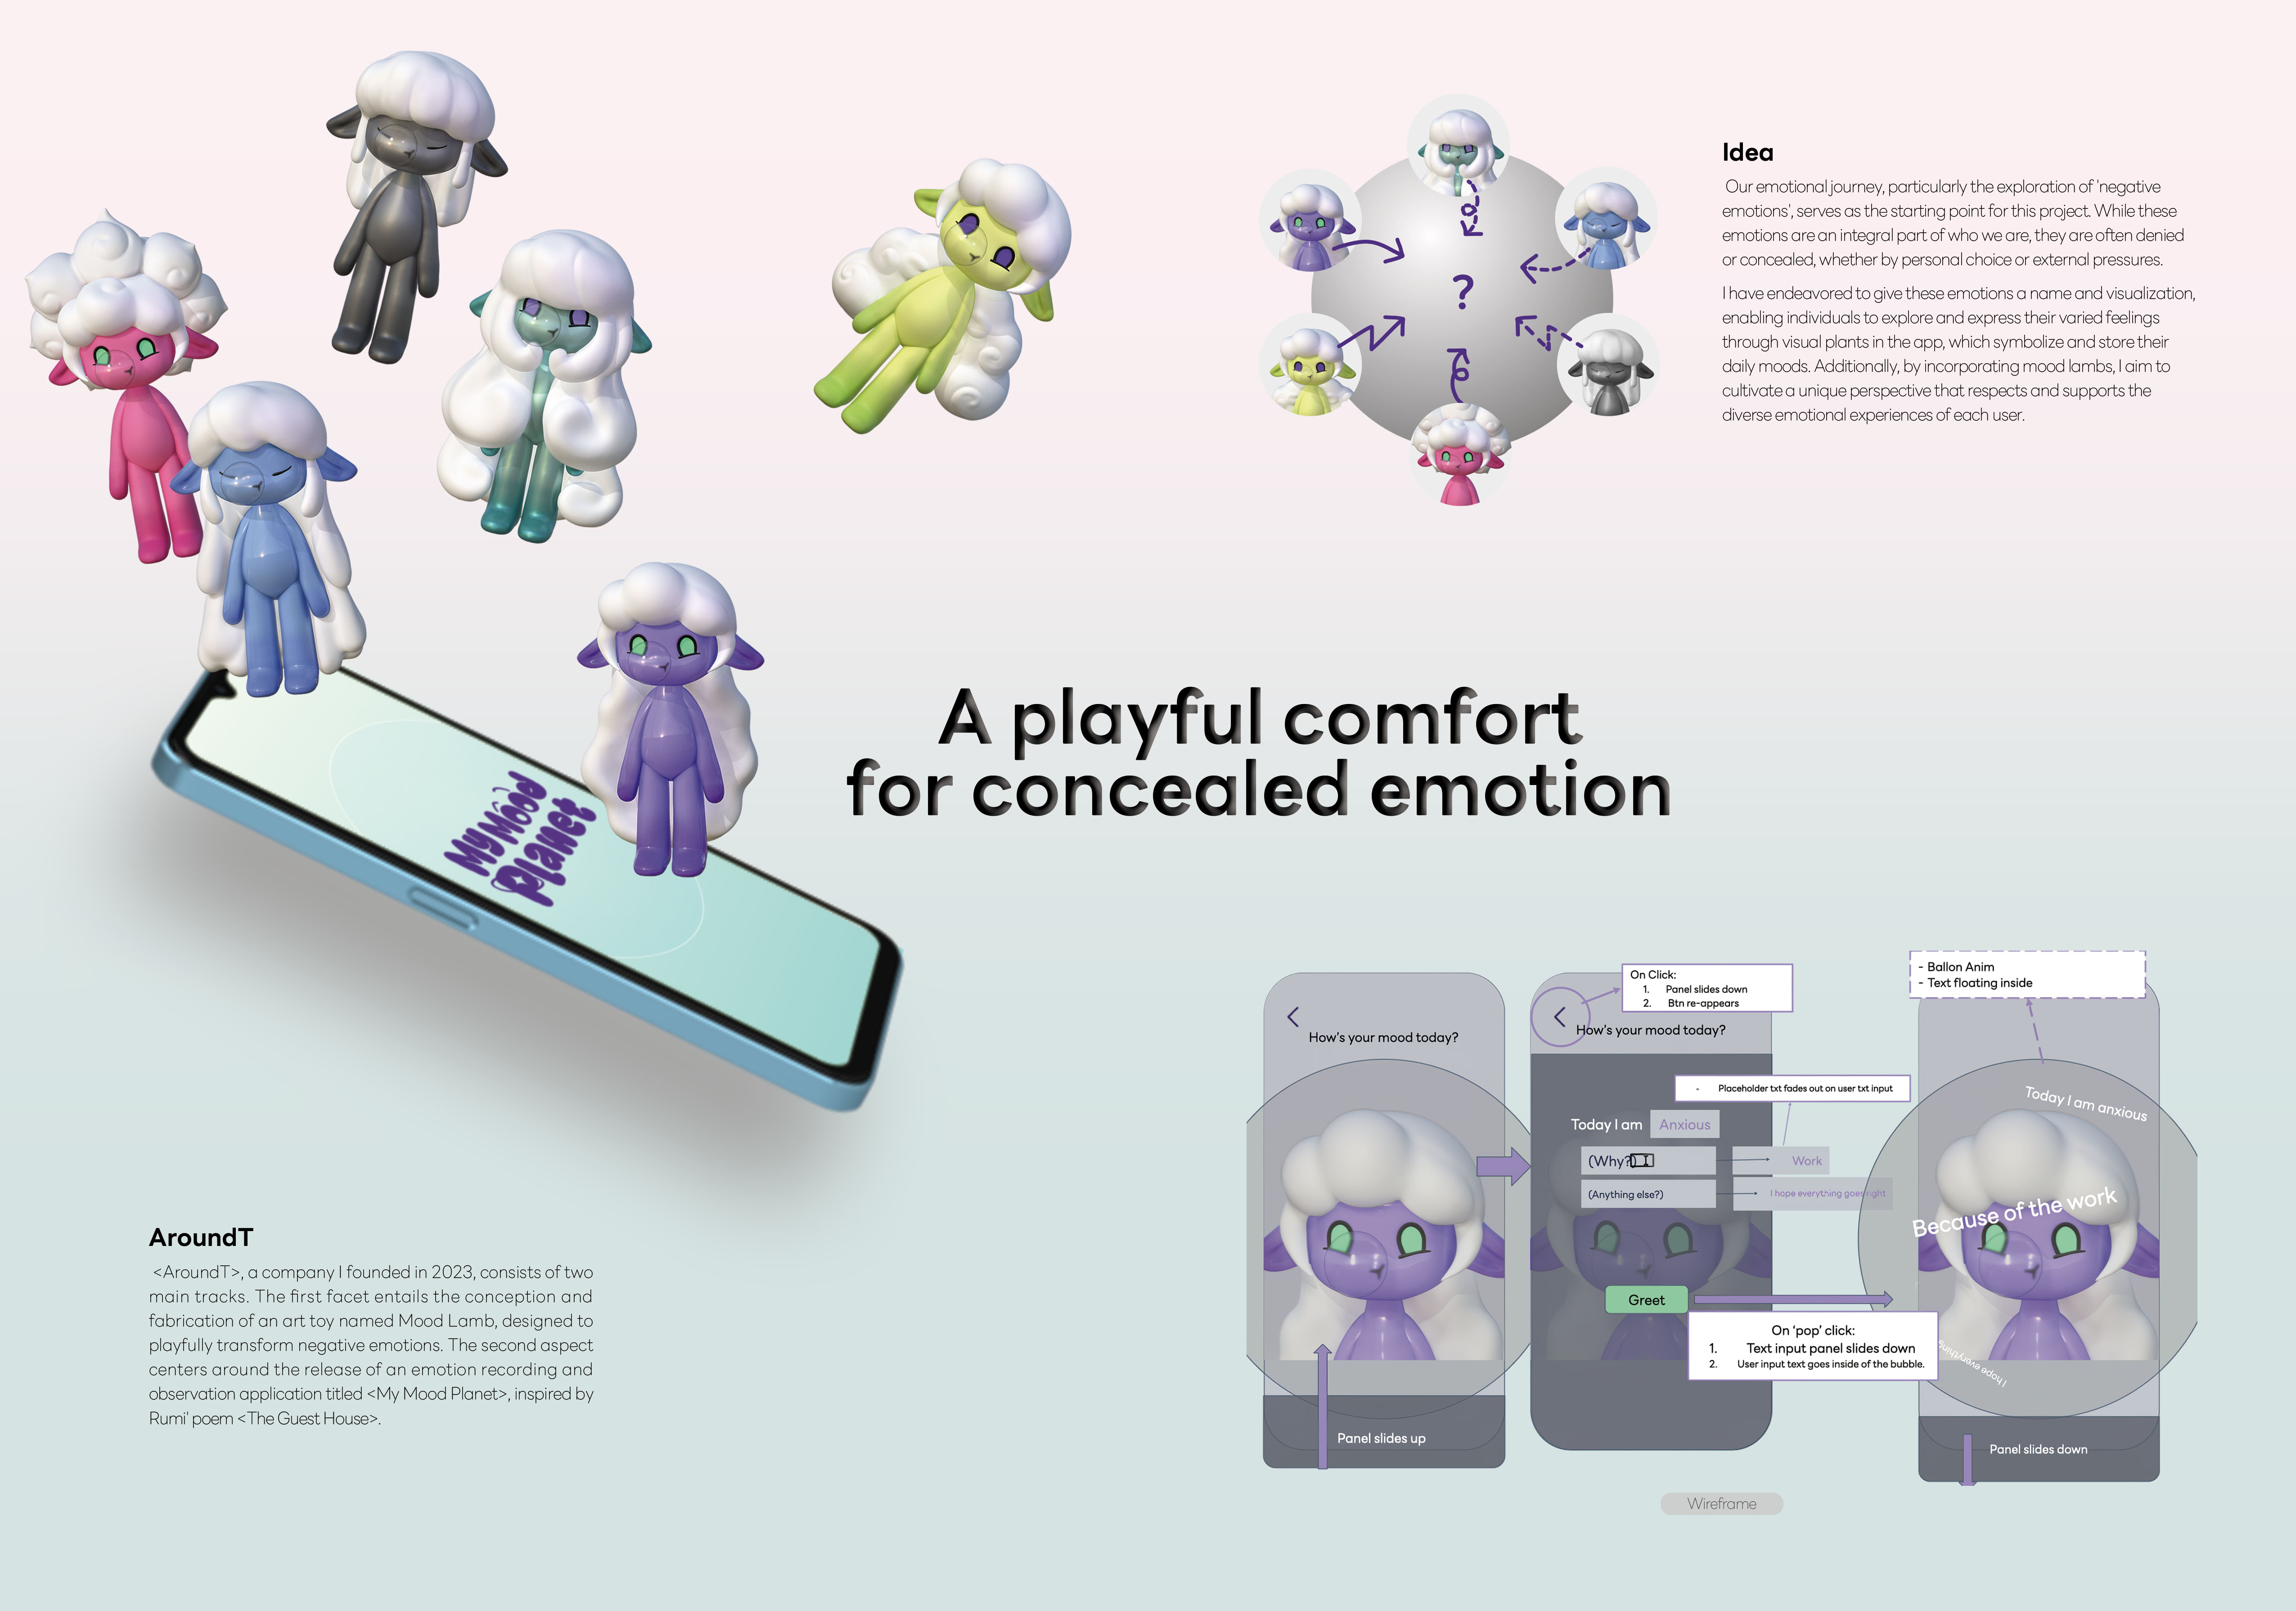 Idea
Our emotional journey, particularly the exploration of 'negative
emotions', serves as the starting point for this project. While these
emotions are an integral part of who we are, they are often denied
or concealed, whether by personal choice or external pressures.
I have endeavored to give these emotions a name and visualization,
enabling individuals to explore and express their varied feelings
through visual plants in the app, which symbolize and store their
daily moods. Additionally, by incorporating mood lambs, I aim to
cultivate a unique perspective that respects and supports the
diverse emotional experiences of each user.
?
A playful comfort
for concealed emotion
My Mood
Planet
AroundT
<AroundT>, a company I founded in 2023, consists of two
main tracks. The first facet entails the conception and
fabrication of an art toy named Mood Lamb, designed to
playfully transform negative emotions. The second aspect
centers around the release of an emotion recording and
observation application titled <My Mood Planet>, inspired by
Rumi' poem <The Guest House>.
How's your mood today?
Panel slides up
On Click:
1. Panel slides down
2. Btn re-appears
How's your mood today?
- Placeholder txt fades out on user txt input
Today I am Anxious
(Why?) Work
(Anything else?) I hope everything goes right
Greet
On 'pop' click:
1. Text input panel slides down
2. User input text goes inside of the bubble.
- Ballon Anim
- Text floating inside
Today I am anxious
Because of the work
I hope everything
Panel slides down
Wireframe